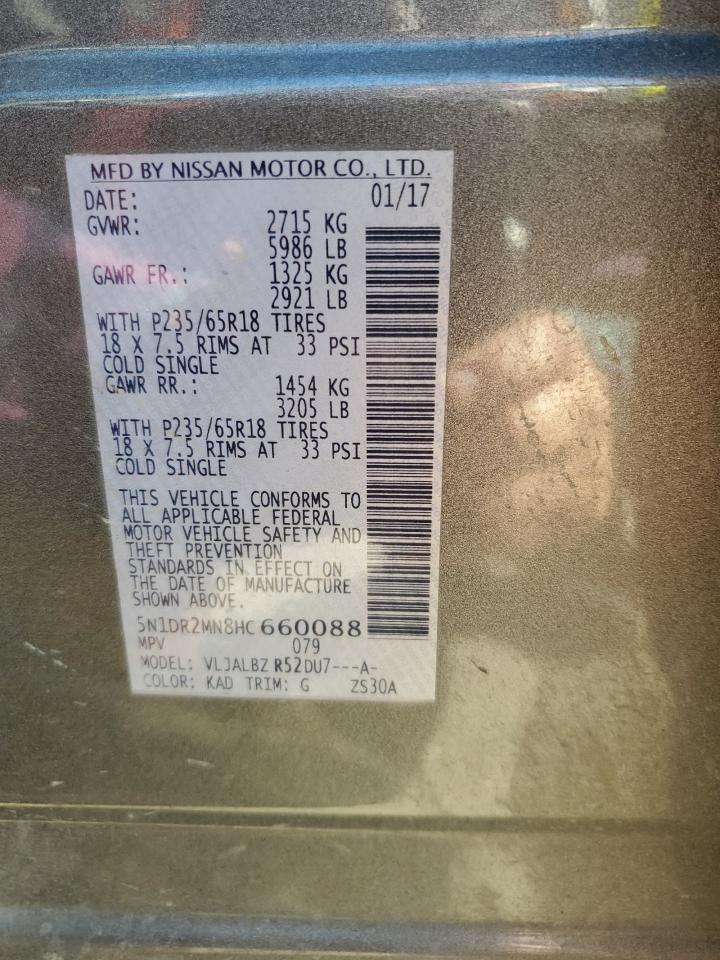 MFD BY NISSAN MOTOR CO., LTD.
DATE: 01/17
GVWR: 2715 KG
5986 LB
GAWR FR.: 1325 KG
2921 LB
WITH P235/65R18 TIRES
18 X 7.5 RIMS AT 33 PSI
COLD SINGLE
GAWR RR.: 1454 KG
3205 LB
WITH P235/65R18 TIRES
18 X 7.5 RIMS AT 33 PSI
COLD SINGLE
THIS VEHICLE CONFORMS TO
ALL APPLICABLE FEDERAL
MOTOR VEHICLE SAFETY AND
THEFT PREVENTION
STANDARDS IN EFFECT ON
THE DATE OF MANUFACTURE
SHOWN ABOVE.
5N1DR2MN8HC 660088
MPV 079
MODEL: VLJALBZ R52DU7---A-
COLOR: KAD TRIM: G ZS30A